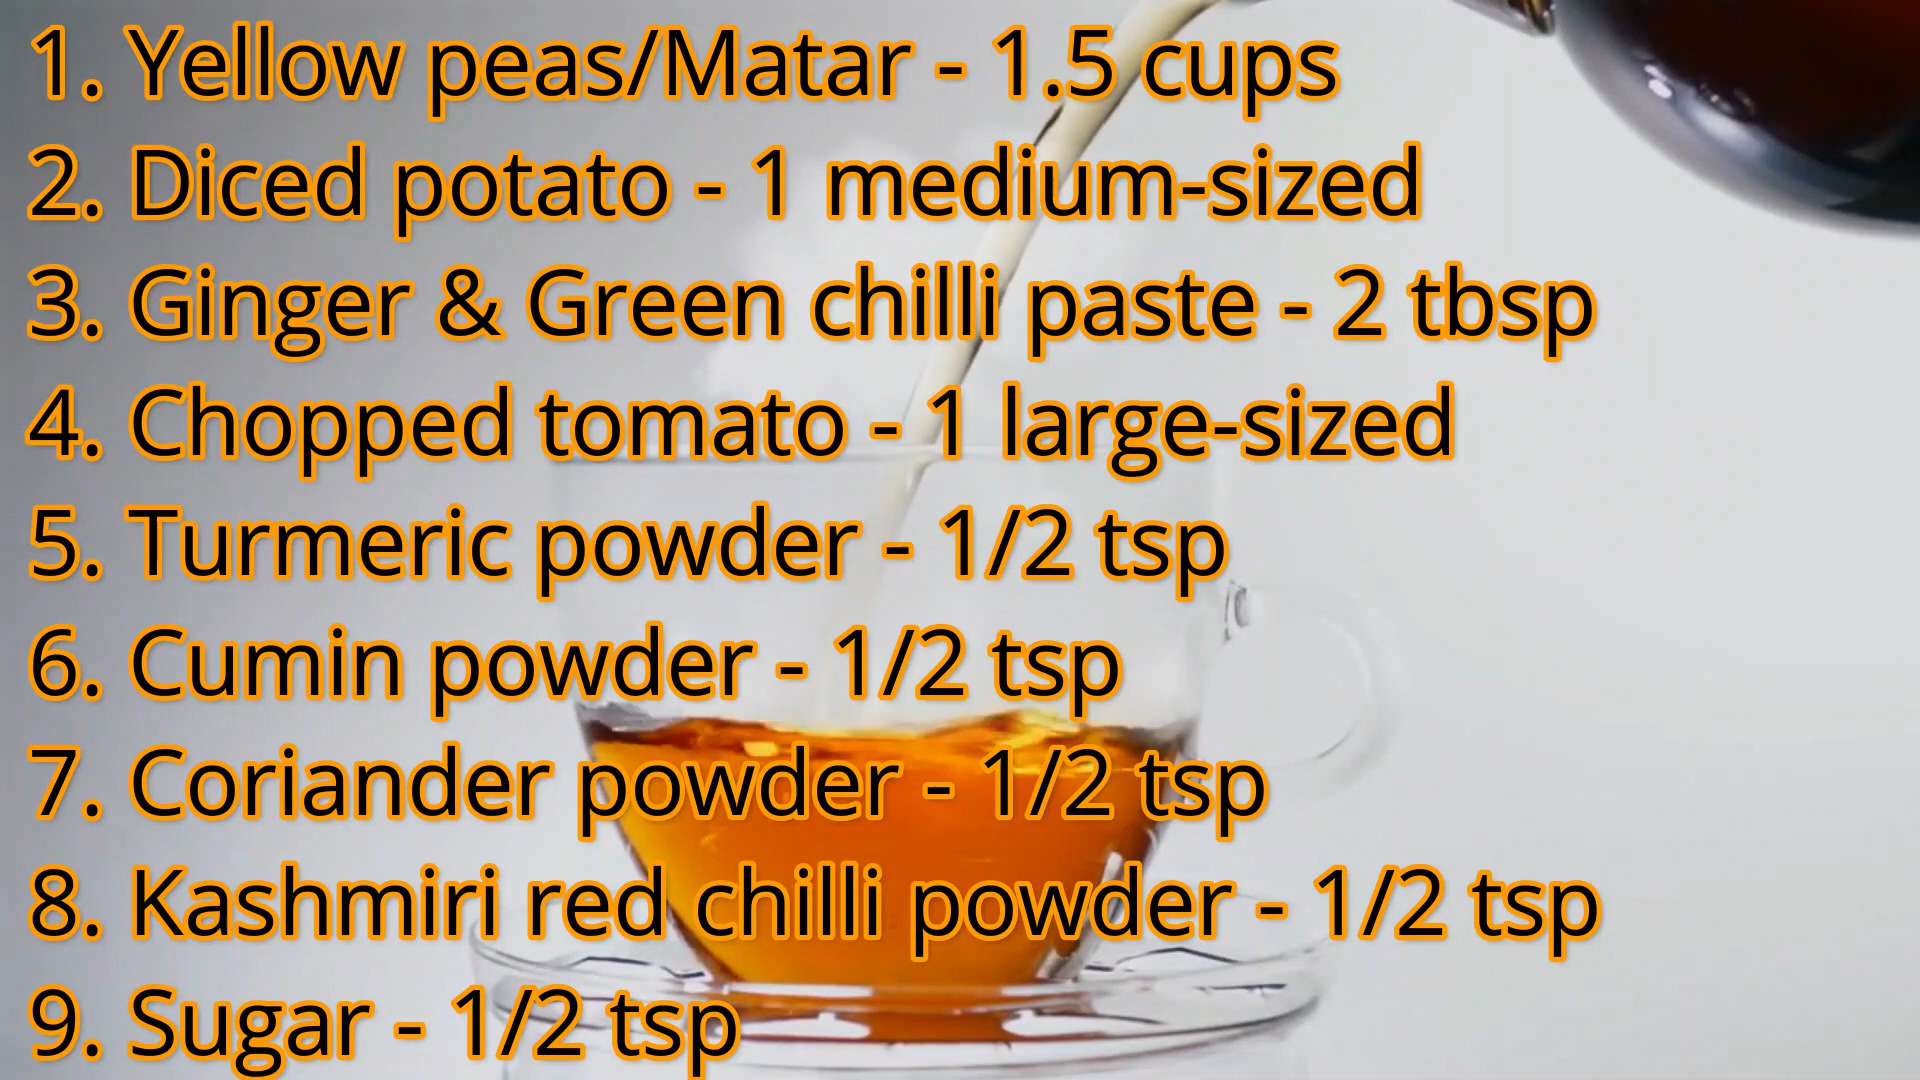 1. Yellow peas/Matar - 1.5 cups
2. Diced potato - 1 medium-sized
3. Ginger & Green chilli paste - 2 tbsp
4. Chopped tomato - 1 large-sized
5. Turmeric powder - 1/2 tsp
6. Cumin powder - 1/2 tsp
7. Coriander powder - 1/2 tsp
8. Kashmiri red chilli powder - 1/2 tsp
9. Sugar - 1/2 tsp